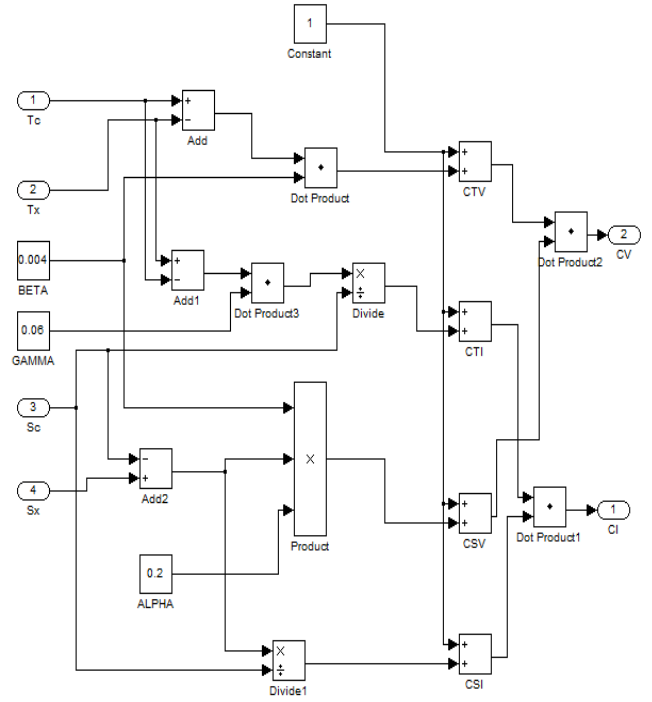 1
Constant
1
Tc
+
−
Add
2
Tx
Dot Product
+
+
CTV
Dot Product2
2
CV
0.004
BETA
+
−
Add1
Dot Product3
×
÷
Divide
0.06
GAMMA
+
+
CTI
3
Sc
4
Sx
−
+
Add2
×
Product
+
+
CSV
Dot Product1
1
CI
0.2
ALPHA
×
÷
Divide1
+
+
CSI